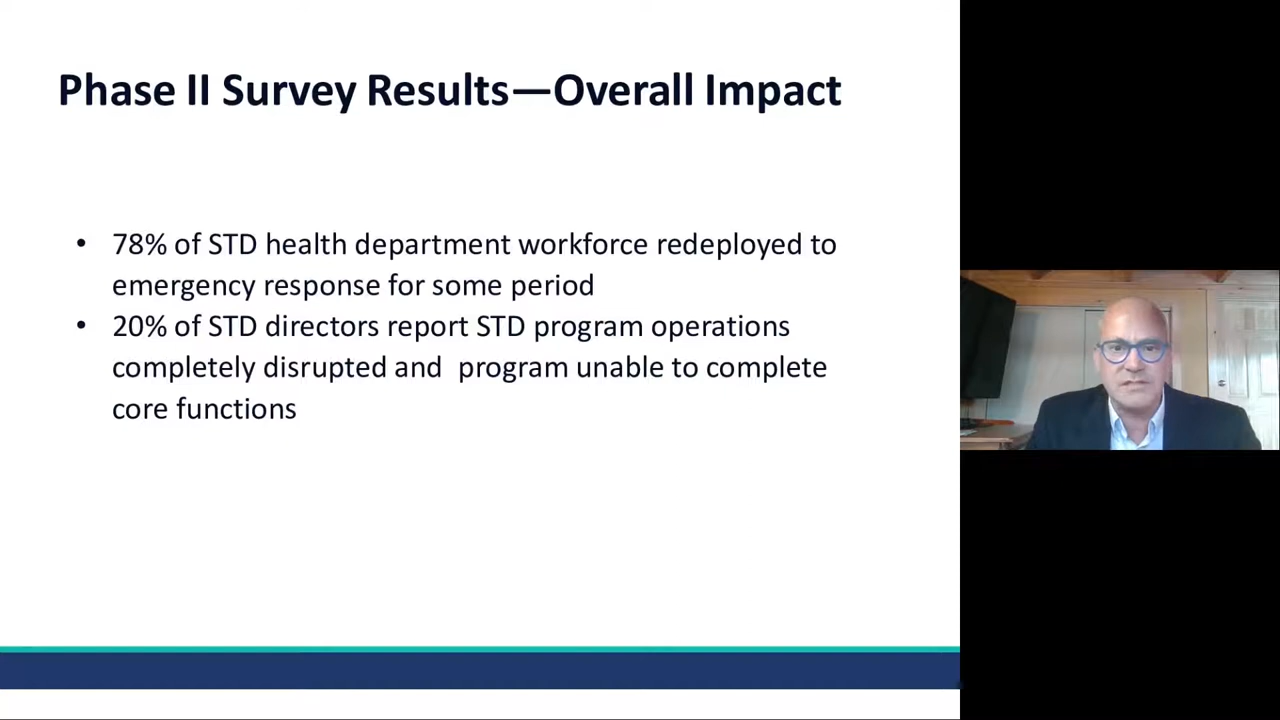 Phase II Survey Results—Overall Impact
• 78% of STD health department workforce redeployed to
emergency response for some period
• 20% of STD directors report STD program operations
completely disrupted and  program unable to complete
core functions